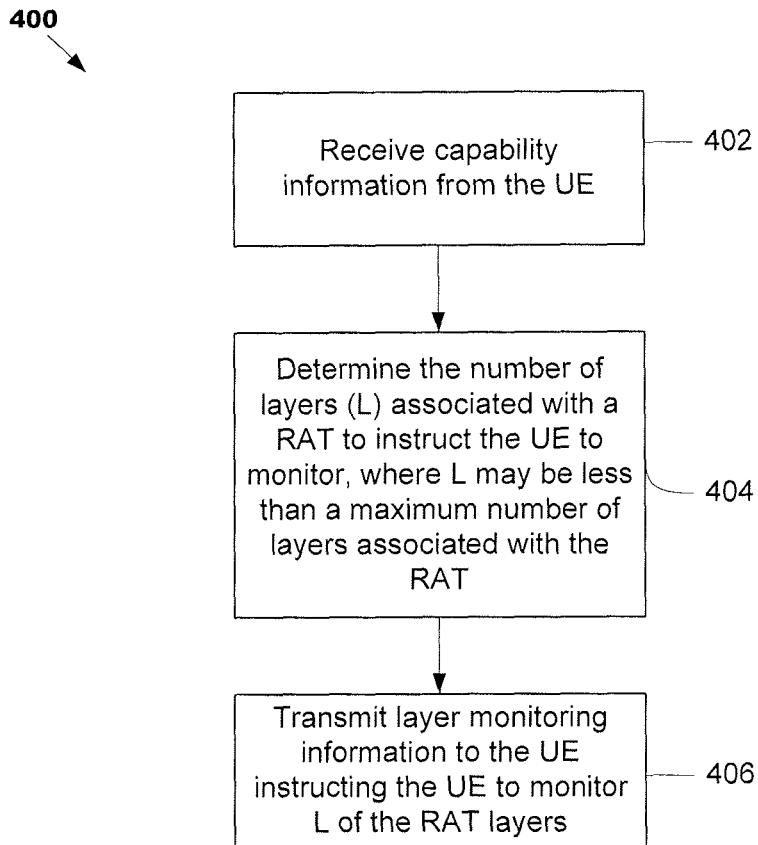 400
Receive capability
information from the UE
402
Determine the number of
layers (L) associated with a
RAT to instruct the UE to
monitor, where L may be less
than a maximum number of
layers associated with the
RAT
404
Transmit layer monitoring
information to the UE
instructing the UE to monitor
L of the RAT layers
406